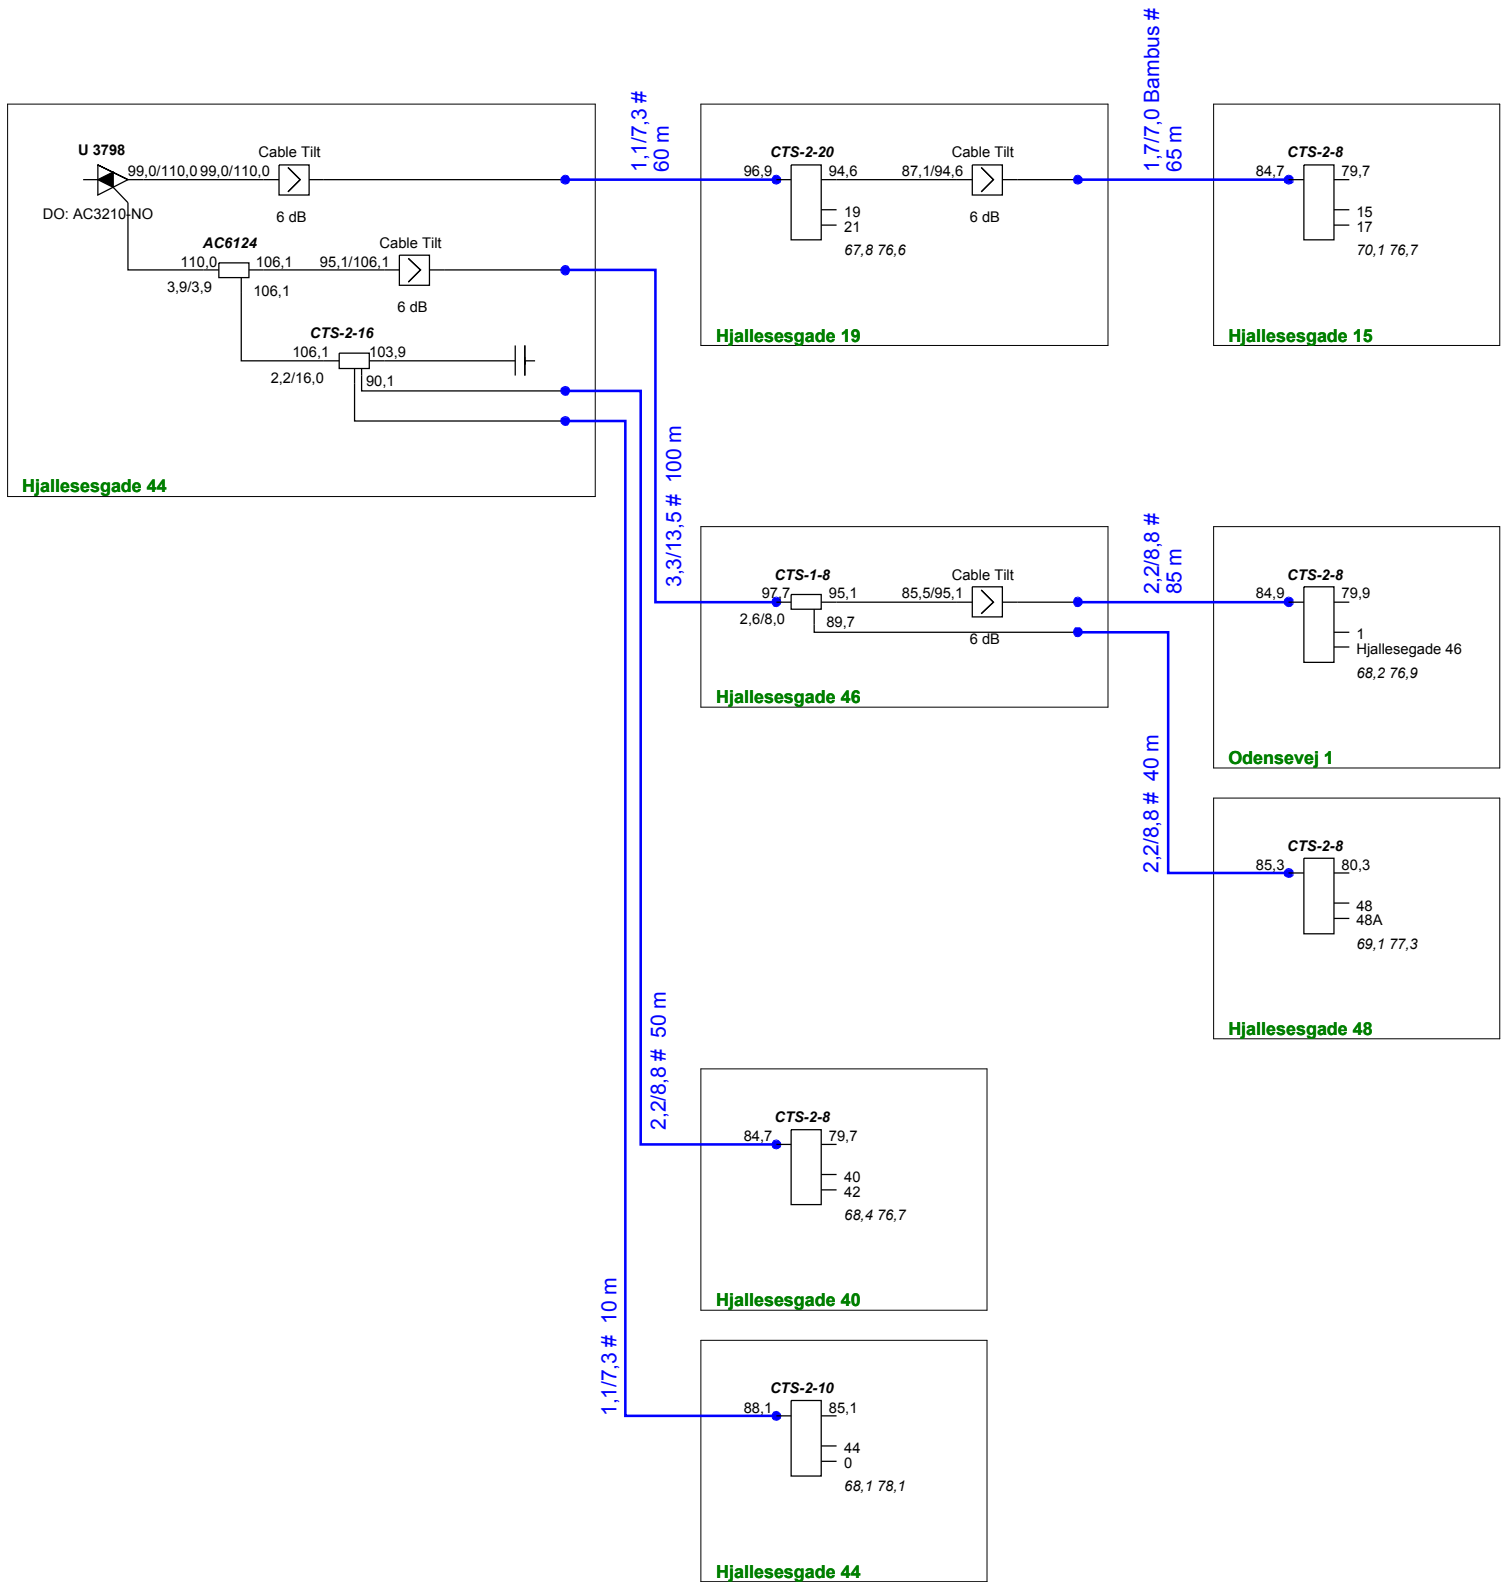 U 3798
99,0/110,0 99,0/110,0
Cable Tilt
6 dB
DO: AC3210-NO
AC6124
110,0
106,1
3,9/3,9
106,1
95,1/106,1
Cable Tilt
6 dB
CTS-2-16
106,1
103,9
2,2/16,0
90,1
Hjallesesgade 44
1,1/7,3 #
60 m
CTS-2-20
96,9
94,6
19
21
67,8 76,6
87,1/94,6
Cable Tilt
6 dB
Hjallesesgade 19
1,7/7,0 Bambus #
65 m
CTS-2-8
84,7
79,7
15
17
70,1 76,7
Hjallesesgade 15
3,3/13,5 # 100 m
CTS-1-8
97,7
95,1
2,6/8,0
89,7
85,5/95,1
Cable Tilt
6 dB
Hjallesesgade 46
2,2/8,8 #
85 m
CTS-2-8
84,9
79,9
1
Hjallesegade 46
68,2 76,9
Odensevej 1
2,2/8,8 # 40 m
CTS-2-8
85,3
80,3
48
48A
69,1 77,3
Hjallesesgade 48
2,2/8,8 # 50 m
CTS-2-8
84,7
79,7
40
42
68,4 76,7
Hjallesesgade 40
1,1/7,3 # 10 m
CTS-2-10
88,1
85,1
44
0
68,1 78,1
Hjallesesgade 44